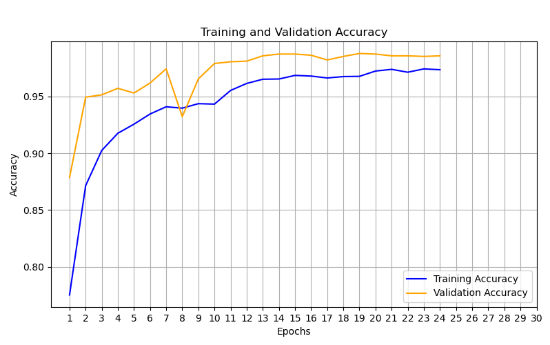 Training and Validation Accuracy
Accuracy
0.95
0.90
0.85
0.80
Training Accuracy
Validation Accuracy
1 2 3 4 5 6 7 8 9 10 11 12 13 14 15 16 17 18 19 20 21 22 23 24 25 26 27 28 29 30
Epochs